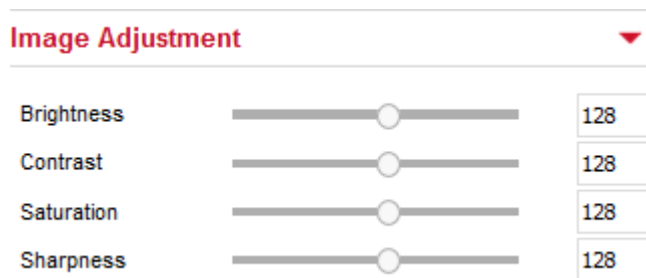 Image Adjustment
Brightness 128
Contrast 128
Saturation 128
Sharpness 128